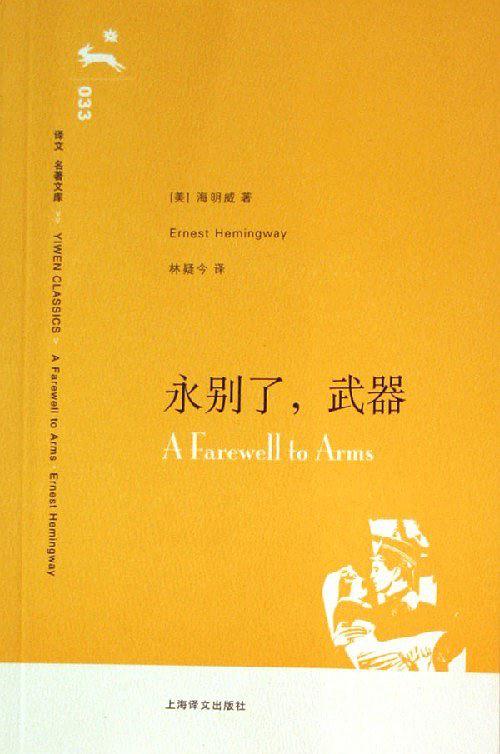 033
译文 名著文库 >> YIWEN CLASSICS > A Farewell to Arms · Ernest Hemingway
[美] 海明威 著
Ernest Hemingway
林疑今 译
永别了，武器
A Farewell to Arms
上海译文出版社